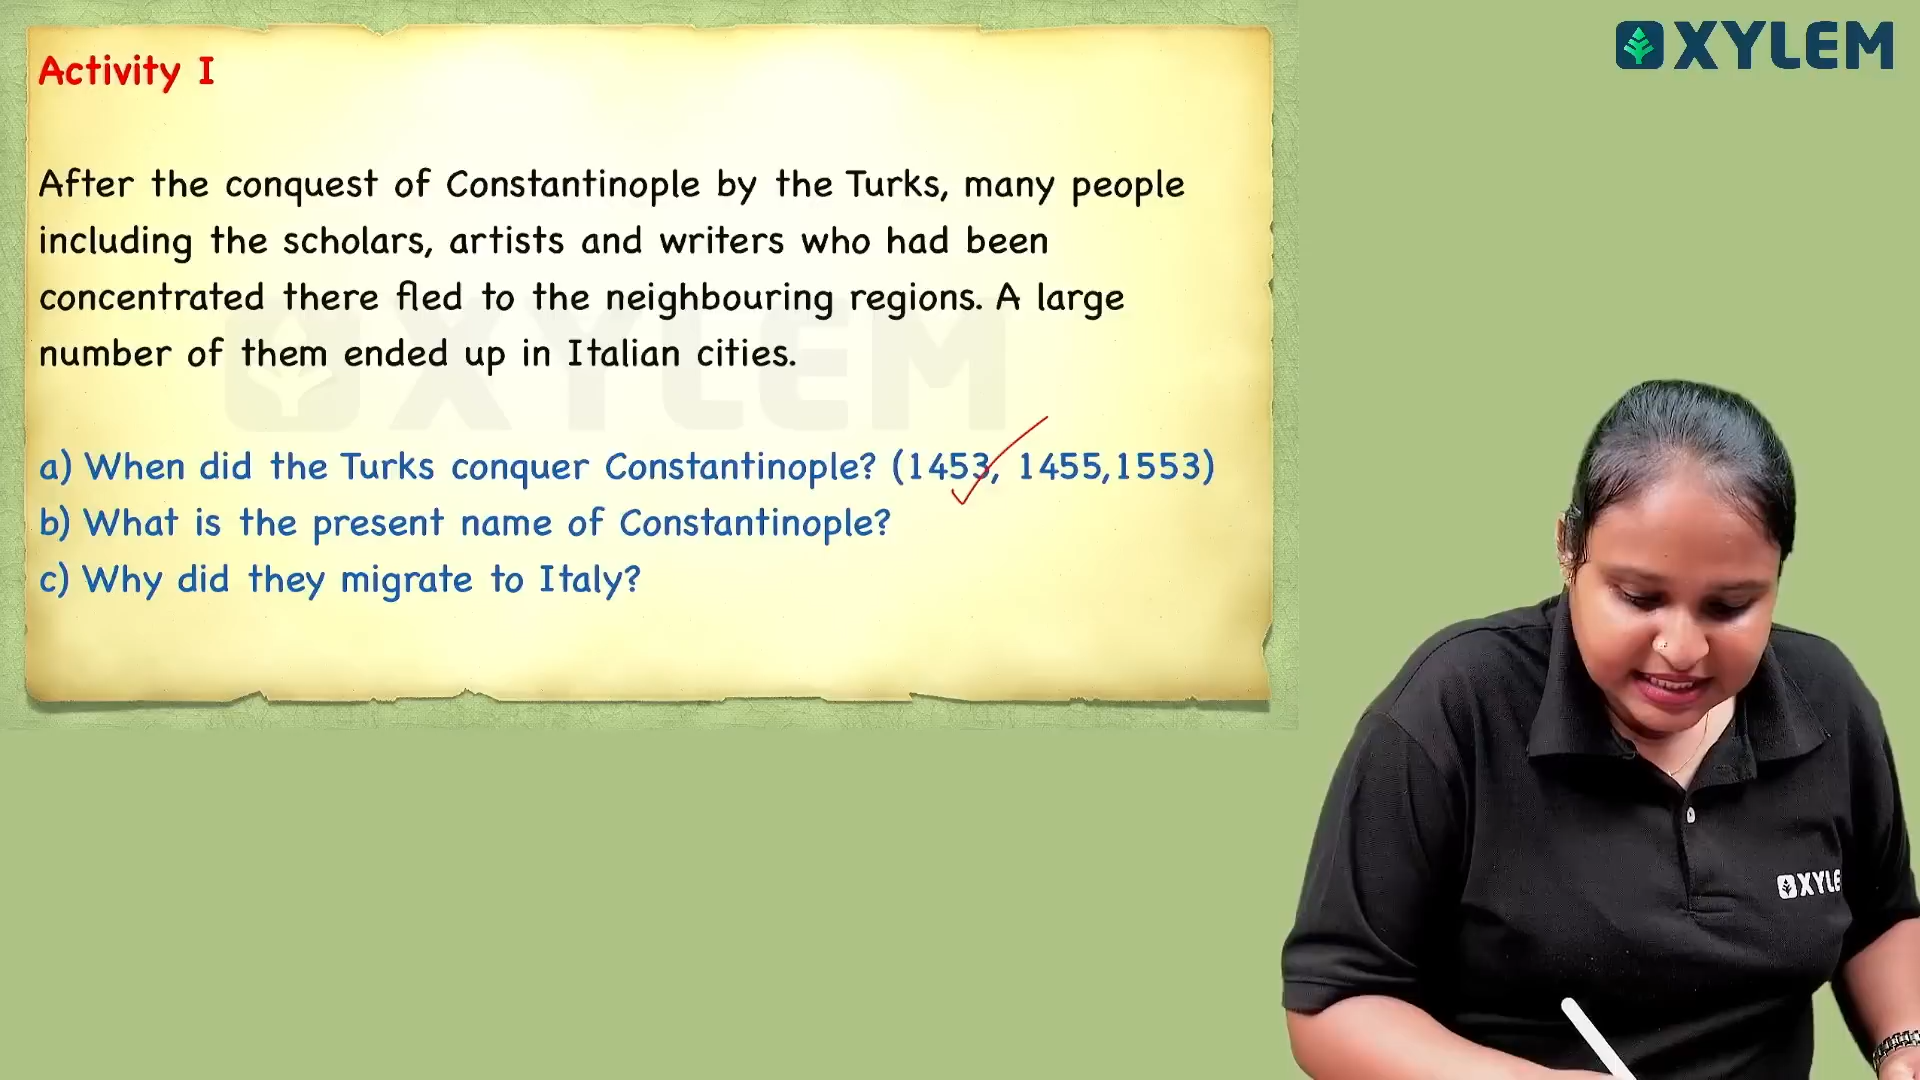 XYLEM
Activity I
After the conquest of Constantinople by the Turks, many people
including the scholars, artists and writers who had been
concentrated there fled to the neighbouring regions. A large
number of them ended up in Italian cities.
XYLEM
a) When did the Turks conquer Constantinople? (1453, 1455,1553)
b) What is the present name of Constantinople?
c) Why did they migrate to Italy?
XYLE